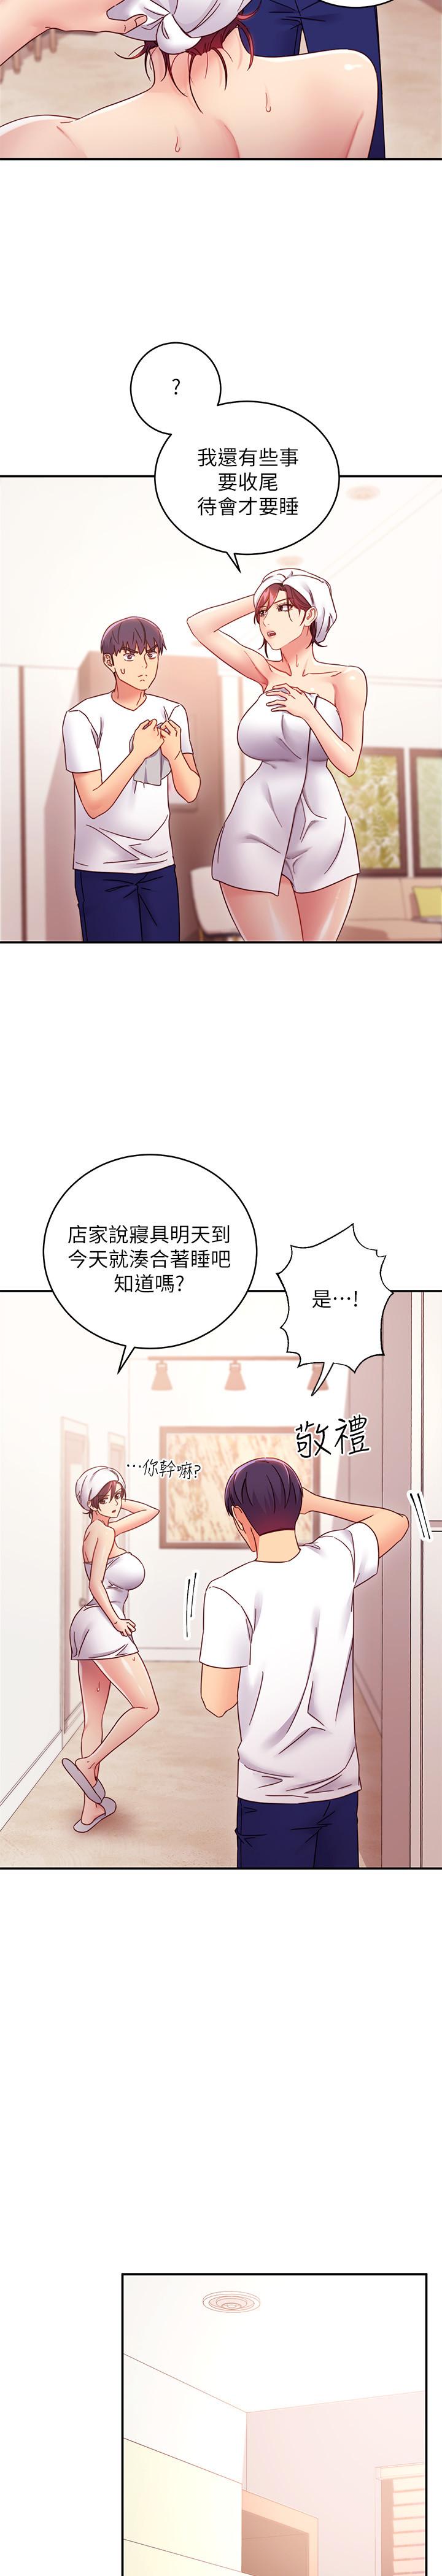 ?
我還有些事
要收尾
待會才要睡
店家說寢具明天到
今天就湊合著睡吧
知道嗎?
是…!
敬禮
…你幹嘛?